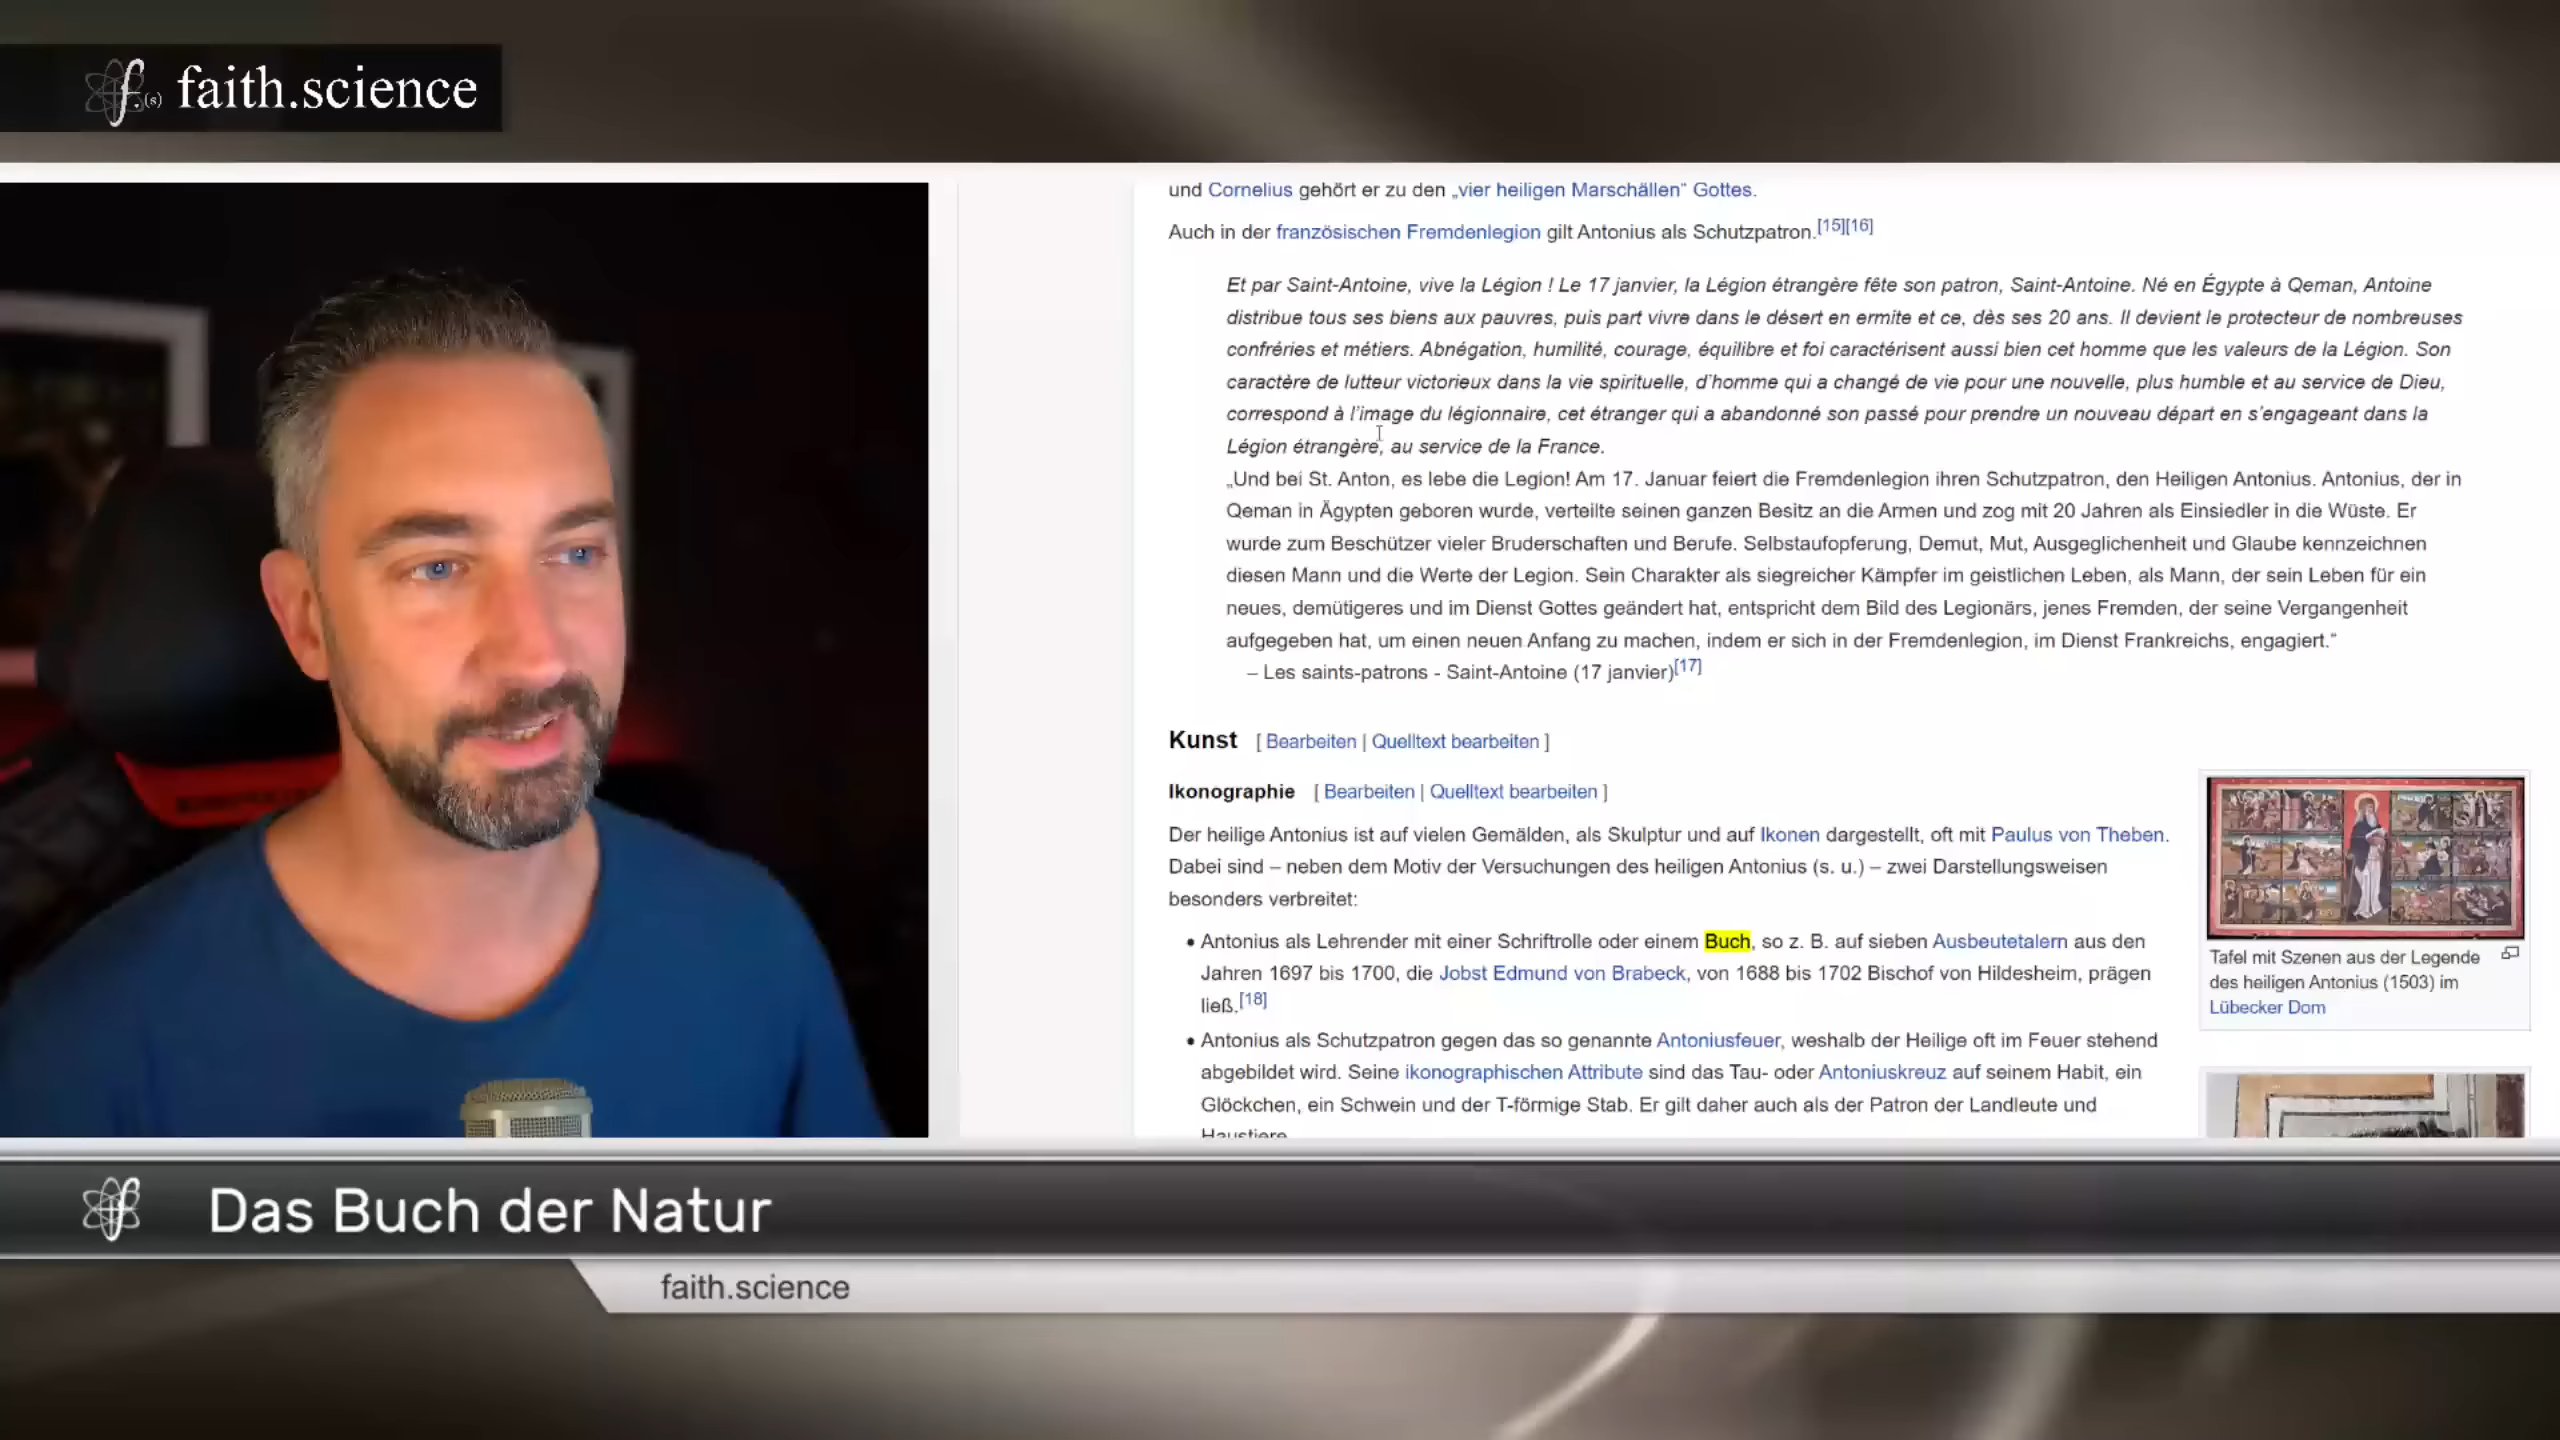 f.(s) faith.science
und Cornelius gehört er zu den „vier heiligen Marschällen“ Gottes.
Auch in der französischen Fremdenlegion gilt Antonius als Schutzpatron.[15][16]
Et par Saint-Antoine, vive la Légion ! Le 17 janvier, la Légion étrangère fête son patron, Saint-Antoine. Né en Égypte à Qeman, Antoine
distribue tous ses biens aux pauvres, puis part vivre dans le désert en ermite et ce, dès ses 20 ans. Il devient le protecteur de nombreuses
confréries et métiers. Abnégation, humilité, courage, équilibre et foi caractérisent aussi bien cet homme que les valeurs de la Légion. Son
caractère de lutteur victorieux dans la vie spirituelle, d’homme qui a changé de vie pour une nouvelle, plus humble et au service de Dieu,
correspond à l’image du légionnaire, cet étranger qui a abandonné son passé pour prendre un nouveau départ en s’engageant dans la
Légion étrangère, au service de la France.
„Und bei St. Anton, es lebe die Legion! Am 17. Januar feiert die Fremdenlegion ihren Schutzpatron, den Heiligen Antonius. Antonius, der in
Qeman in Ägypten geboren wurde, verteilte seinen ganzen Besitz an die Armen und zog mit 20 Jahren als Einsiedler in die Wüste. Er
wurde zum Beschützer vieler Bruderschaften und Berufe. Selbstaufopferung, Demut, Mut, Ausgeglichenheit und Glaube kennzeichnen
diesen Mann und die Werte der Legion. Sein Charakter als siegreicher Kämpfer im geistlichen Leben, als Mann, der sein Leben für ein
neues, demütigeres und im Dienst Gottes geändert hat, entspricht dem Bild des Legionärs, jenes Fremden, der seine Vergangenheit
aufgegeben hat, um einen neuen Anfang zu machen, indem er sich in der Fremdenlegion, im Dienst Frankreichs, engagiert.“
– Les saints-patrons - Saint-Antoine (17 janvier)[17]
Kunst [ Bearbeiten | Quelltext bearbeiten ]
Ikonographie [ Bearbeiten | Quelltext bearbeiten ]
Der heilige Antonius ist auf vielen Gemälden, als Skulptur und auf Ikonen dargestellt, oft mit Paulus von Theben.
Dabei sind – neben dem Motiv der Versuchungen des heiligen Antonius (s. u.) – zwei Darstellungsweisen
besonders verbreitet:
• Antonius als Lehrender mit einer Schriftrolle oder einem Buch, so z. B. auf sieben Ausbeutetalern aus den
Jahren 1697 bis 1700, die Jobst Edmund von Brabeck, von 1688 bis 1702 Bischof von Hildesheim, prägen
ließ.[18]
• Antonius als Schutzpatron gegen das so genannte Antoniusfeuer, weshalb der Heilige oft im Feuer stehend
abgebildet wird. Seine ikonographischen Attribute sind das Tau- oder Antoniuskreuz auf seinem Habit, ein
Glöckchen, ein Schwein und der T-förmige Stab. Er gilt daher auch als der Patron der Landleute und
Haustiere
Tafel mit Szenen aus der Legende
des heiligen Antonius (1503) im
Lübecker Dom
Das Buch der Natur
faith.science